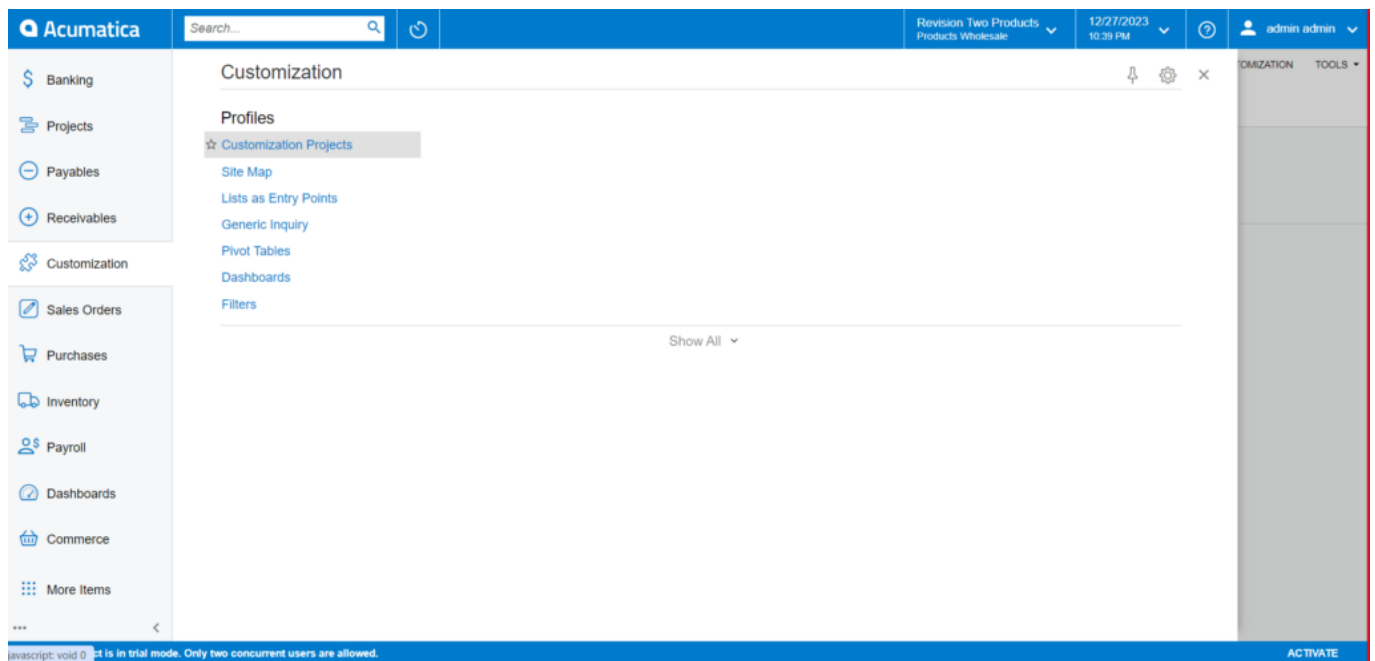 Acumatica
Search...
Revision Two Products
Products Wholesale
12/27/2023
10:39 PM
admin admin
Banking
Projects
Payables
Receivables
Customization
Sales Orders
Purchases
Inventory
Payroll
Dashboards
Commerce
More Items
Customization
Profiles
Customization Projects
Site Map
Lists as Entry Points
Generic Inquiry
Pivot Tables
Dashboards
Filters
Show All
TOMIZATION TOOLS
javascript: void 0
ct is in trial mode. Only two concurrent users are allowed.
ACTIVATE